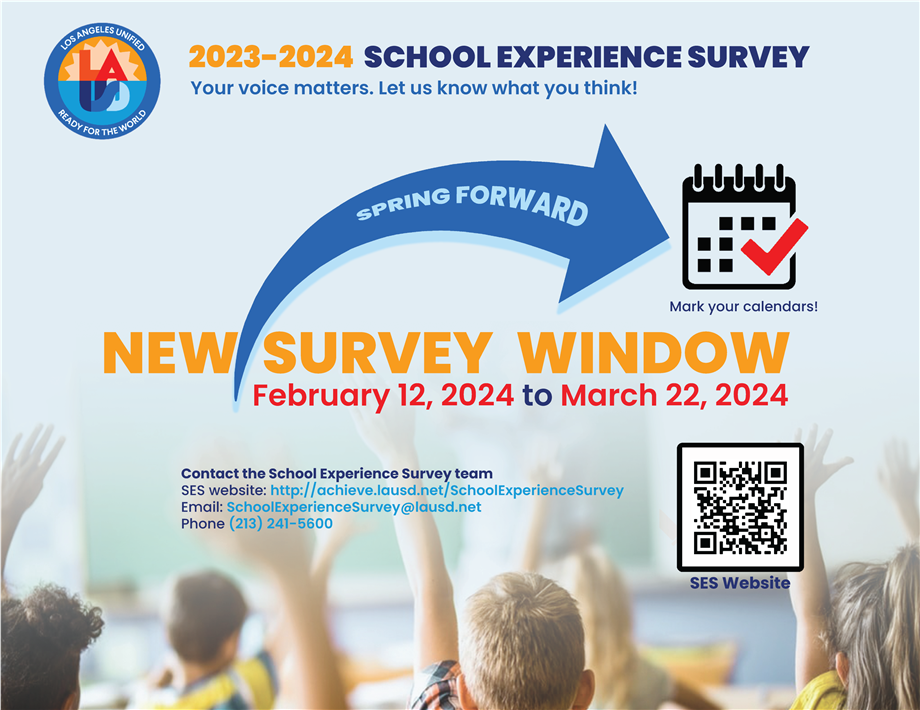 LOS ANGELES UNIFIED
LAUSD
READY FOR THE WORLD
2023-2024 SCHOOL EXPERIENCE SURVEY
Your voice matters. Let us know what you think!
SPRING FORWARD
Mark your calendars!
NEW SURVEY WINDOW
February 12, 2024 to March 22, 2024
Contact the School Experience Survey team
SES website: http://achieve.lausd.net/SchoolExperienceSurvey
Email: SchoolExperienceSurvey@lausd.net
Phone (213) 241-5600
SES Website